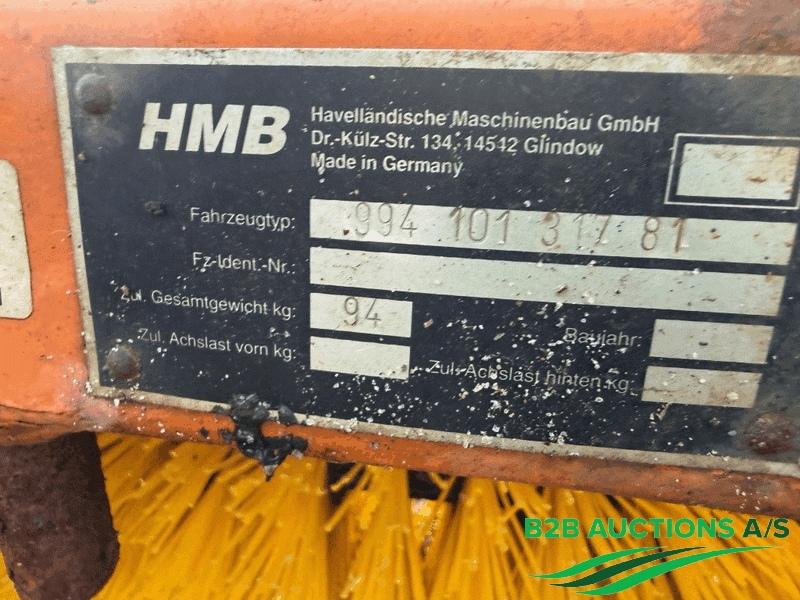 HMB
Havelländische Maschinenbau GmbH
Dr.-Külz-Str. 134, 14542 Glindow
Made in Germany
Fahrzeugtyp: 994 101 317 81
Fz-Ident.-Nr.:
Zul. Gesamtgewicht kg: 94
Baujahr:
Zul. Achslast vorn kg:
Zul. Achslast hinten kg:
B2B AUCTIONS A/S